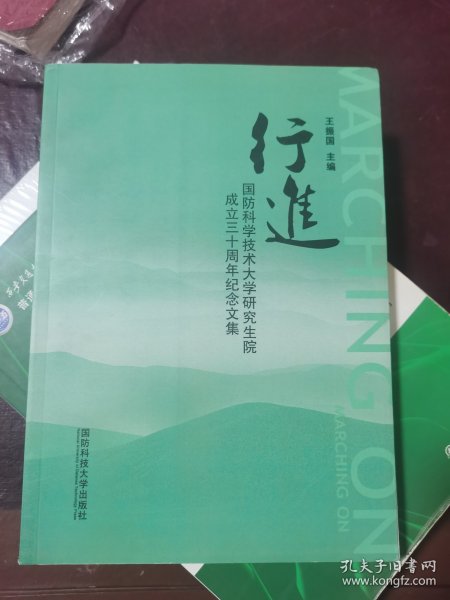 行進
王振国 主编
国防科学技术大学研究生院
成立三十周年纪念文集
MARCHING ON
MARCHING ON
国防科技大学出版社
孔夫子旧书网
www.kongfz.com